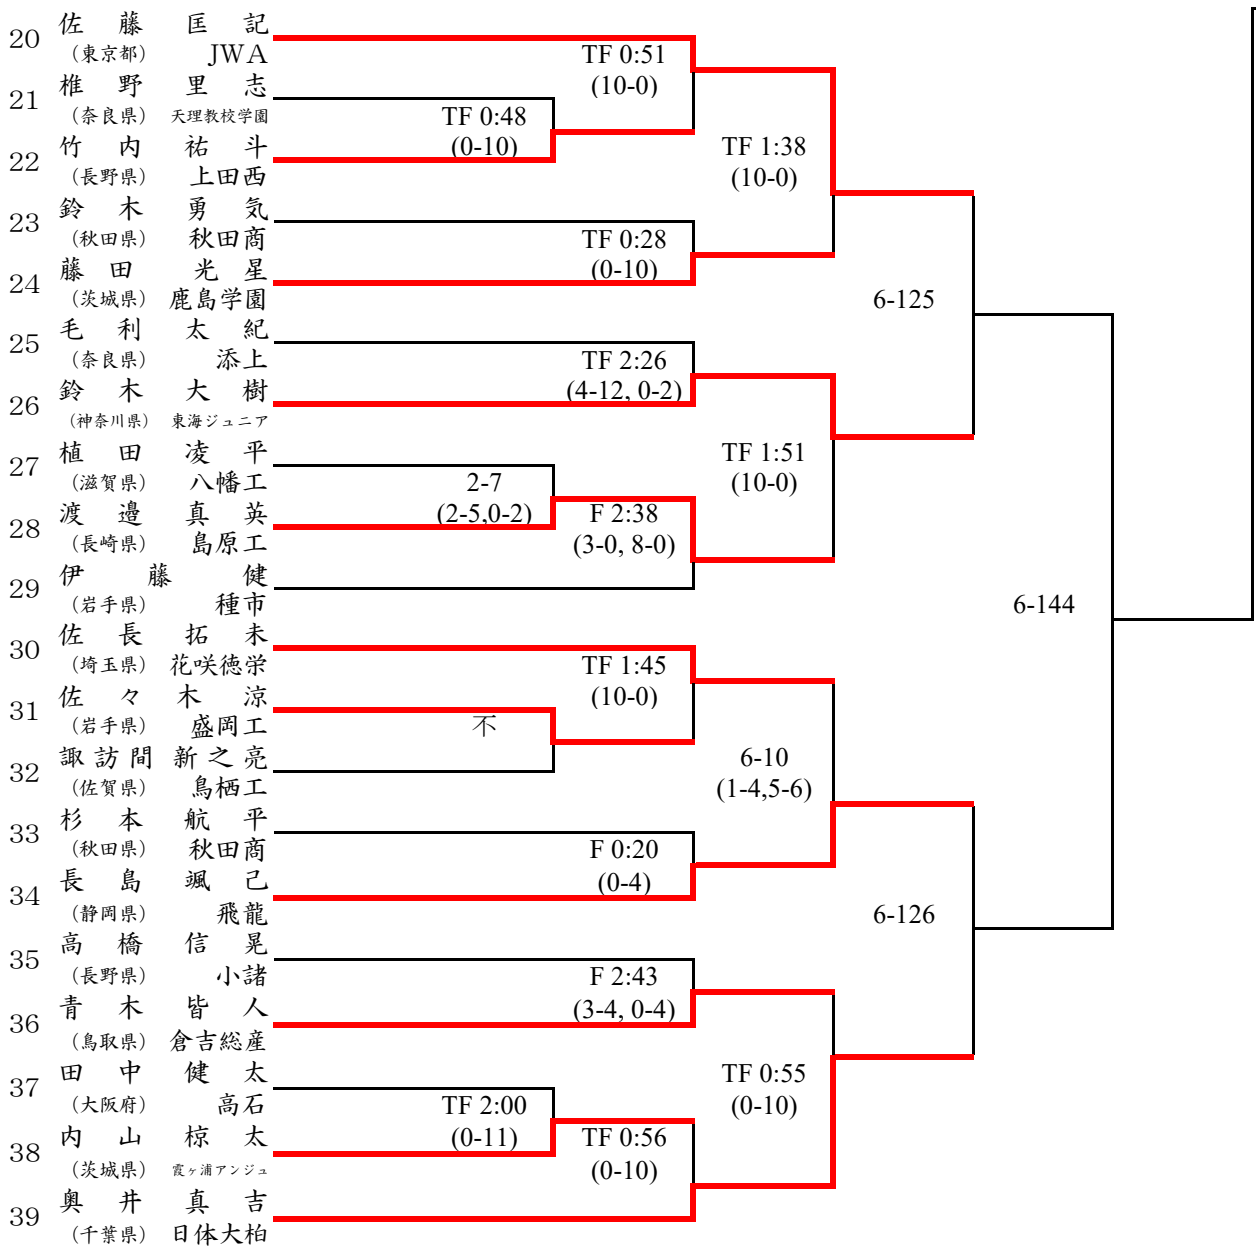 20 佐藤匡記
(東京都) JWA
21 椎野里志
(奈良県) 天理教校学園
22 竹内祐斗
(長野県) 上田西
23 鈴木勇気
(秋田県) 秋田商
24 藤田光星
(茨城県) 鹿島学園
25 毛利太紀
(奈良県) 添上
26 鈴木大樹
(神奈川県) 東海ジュニア
27 植田凌平
(滋賀県) 八幡工
28 渡邉真英
(長崎県) 島原工
29 伊藤健
(岩手県) 種市
30 佐長拓未
(埼玉県) 花咲徳栄
31 佐々木涼
(岩手県) 盛岡工
32 諏訪間新之亮
(佐賀県) 鳥栖工
33 杉本航平
(秋田県) 秋田商
34 長島颯己
(静岡県) 飛龍
35 高橋信晃
(長野県) 小諸
36 青木皆人
(鳥取県) 倉吉総産
37 田中健太
(大阪府) 高石
38 内山椋太
(茨城県) 霞ヶ浦アンジュ
39 奥井真吉
(千葉県) 日体大柏
TF 0:48
(0-10)
2-7
(2-5,0-2)
不
TF 2:00
(0-11)
TF 0:51
(10-0)
TF 0:28
(0-10)
TF 2:26
(4-12, 0-2)
F 2:38
(3-0, 8-0)
TF 1:45
(10-0)
F 0:20
(0-4)
F 2:43
(3-4, 0-4)
TF 0:56
(0-10)
TF 1:38
(10-0)
TF 1:51
(10-0)
6-10
(1-4,5-6)
TF 0:55
(0-10)
6-125
6-126
6-144